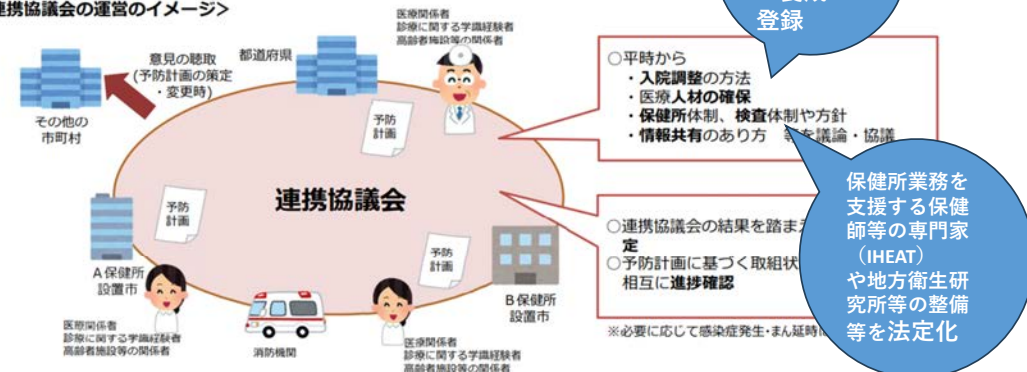 連携協議会の運営のイメージ>
登録
医療関係者
診療に関する学識経験者
高齢者施設等の関係者
都道府県
意見の聴取
(予防計画の策定
・変更時)
その他の
市町村
予防
計画
○平時から
・入院調整の方法
・医療人材の確保
・保健所体制、検査体制や方針
・情報共有のあり方 等を議論・協議
連携協議会
予防
計画
予防
計画
A保健所
設置市
B保健所
設置市
医療関係者
診療に関する学識経験者
高齢者施設等の関係者
消防機関
医療関係者
診療に関する学識経験者
高齢者施設等の関係者
○連携協議会の結果を踏まえ
定
○予防計画に基づく取組状
相互に進捗確認
※必要に応じて感染症発生・まん延時に
保健所業務を
支援する保健
師等の専門家
(IHEAT)
や地方衛生研
究所等の整備
等を法定化